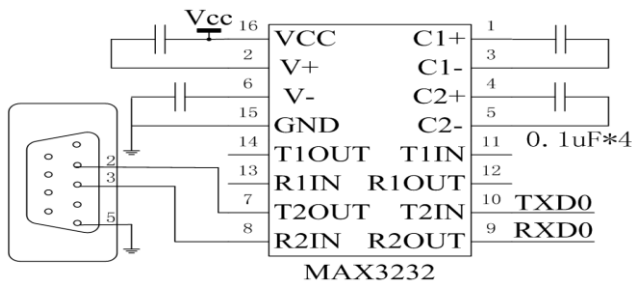 Vcc
16 VCC C1+ 1
2 V+ C1- 3
6 V- C2+ 4
15 GND C2- 5
0.1uF*4
14 T1OUT T1IN 11
13 R1IN R1OUT 12
7 T2OUT T2IN 10 TXD0
8 R2IN R2OUT 9 RXD0
2
3
5
MAX3232